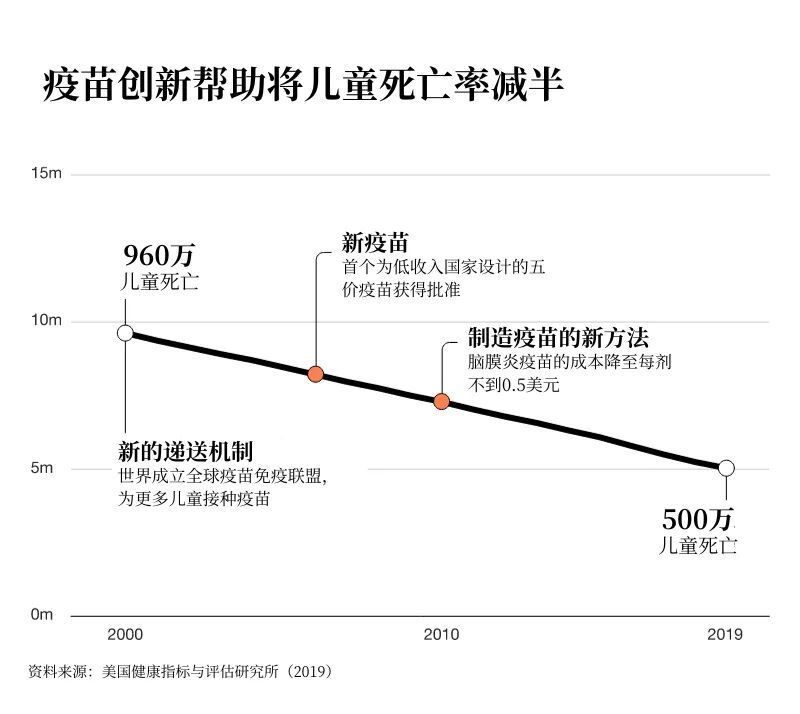 疫苗创新帮助将儿童死亡率减半
15m
960万
儿童死亡
新疫苗
首个为低收入国家设计的五
价疫苗获得批准
10m
制造疫苗的新方法
脑膜炎疫苗的成本降至每剂
不到0.5美元
新的递送机制
世界成立全球疫苗免疫联盟，
为更多儿童接种疫苗
5m
500万
儿童死亡
0m
2000
2010
2019
资料来源：美国健康指标与评估研究所（2019）